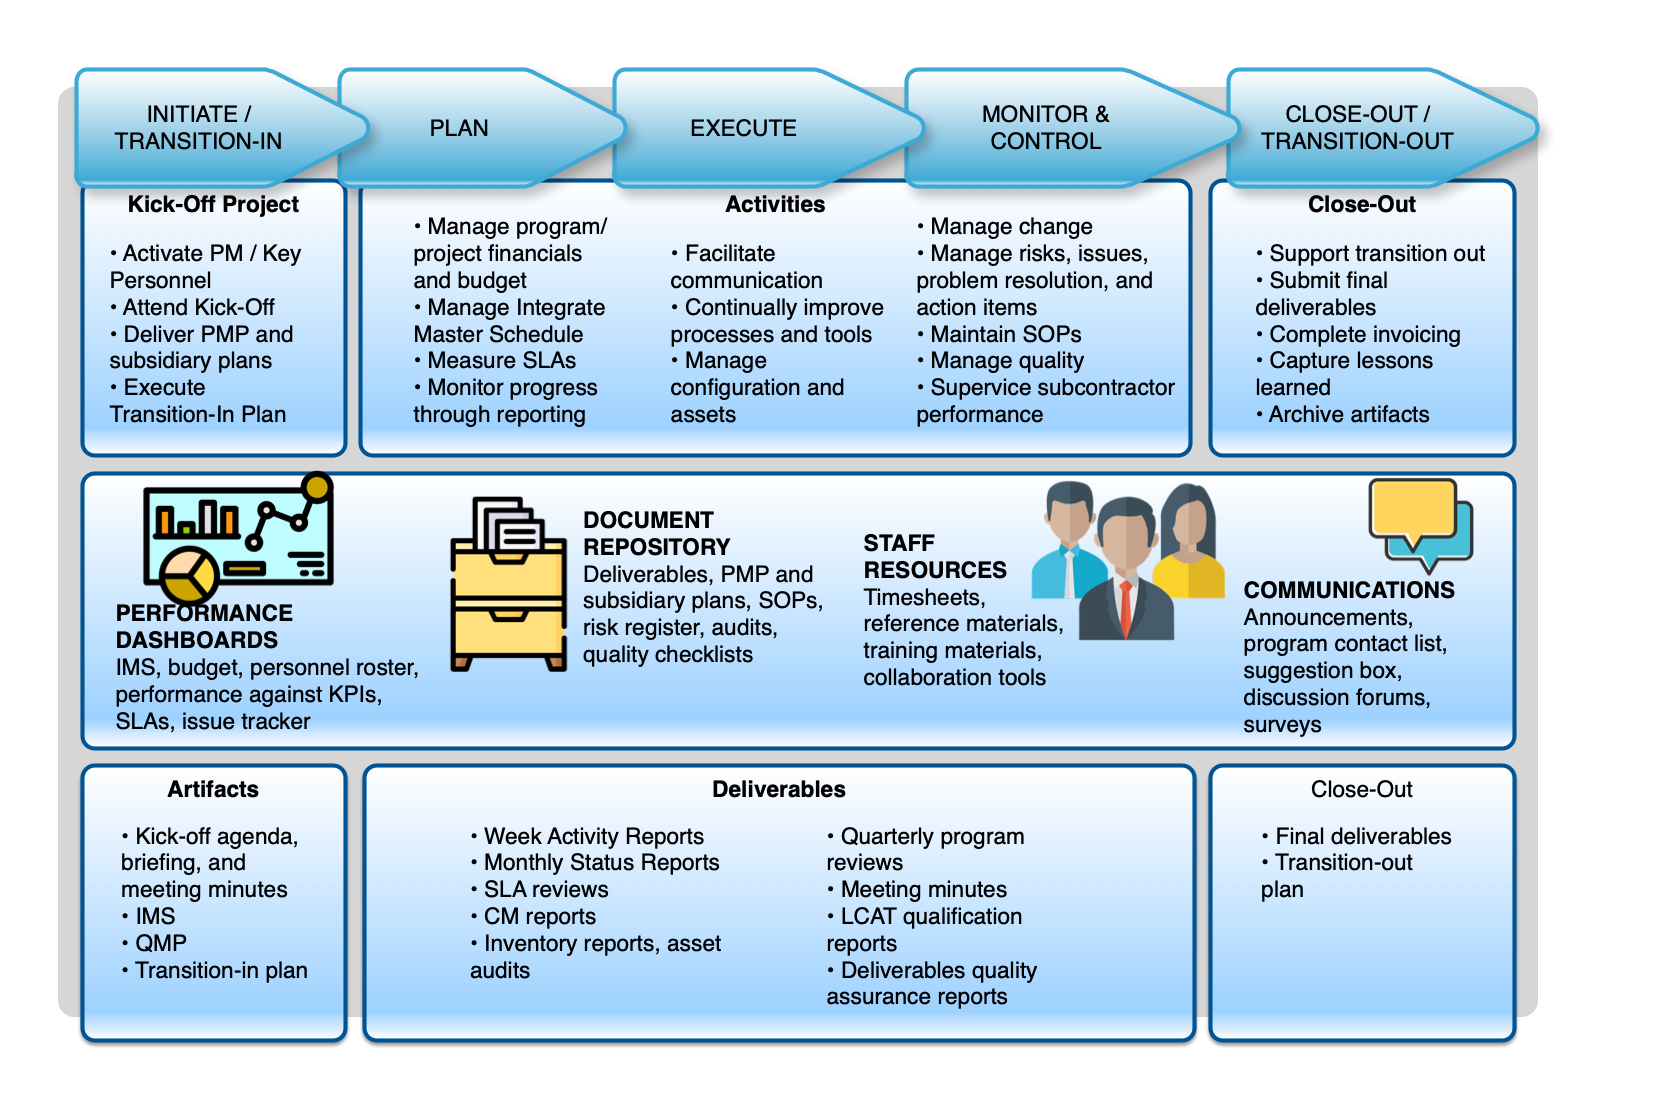 INITIATE /
TRANSITION-IN
PLAN
EXECUTE
MONITOR &
CONTROL
CLOSE-OUT /
TRANSITION-OUT
Kick-Off Project
• Activate PM / Key
Personnel
• Attend Kick-Off
• Deliver PMP and
subsidiary plans
• Execute
Transition-In Plan
Activities
• Manage program/
project financials
and budget
• Manage Integrate
Master Schedule
• Measure SLAs
• Monitor progress
through reporting
• Facilitate
communication
• Continually improve
processes and tools
• Manage
configuration and
assets
• Manage change
• Manage risks, issues,
problem resolution, and
action items
• Maintain SOPs
• Manage quality
• Supervice subcontractor
performance
Close-Out
• Support transition out
• Submit final
deliverables
• Complete invoicing
• Capture lessons
learned
• Archive artifacts
PERFORMANCE
DASHBOARDS
IMS, budget, personnel roster,
performance against KPIs,
SLAs, issue tracker
DOCUMENT
REPOSITORY
Deliverables, PMP and
subsidiary plans, SOPs,
risk register, audits,
quality checklists
STAFF
RESOURCES
Timesheets,
reference materials,
training materials,
collaboration tools
COMMUNICATIONS
Announcements,
program contact list,
suggestion box,
discussion forums,
surveys
Artifacts
• Kick-off agenda,
briefing, and
meeting minutes
• IMS
• QMP
• Transition-in plan
Deliverables
• Week Activity Reports
• Monthly Status Reports
• SLA reviews
• CM reports
• Inventory reports, asset
audits
• Quarterly program
reviews
• Meeting minutes
• LCAT qualification
reports
• Deliverables quality
assurance reports
Close-Out
• Final deliverables
• Transition-out
plan